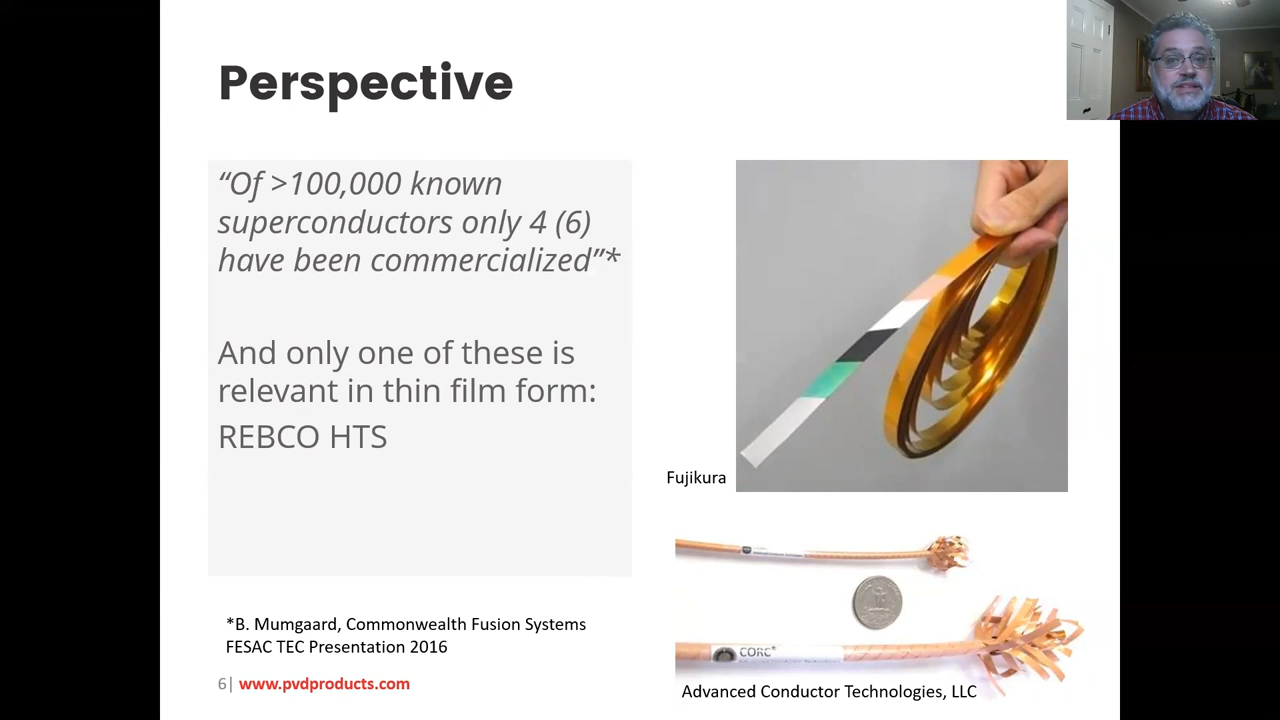 Perspective
“Of >100,000 known
superconductors only 4 (6)
have been commercialized”*
And only one of these is
relevant in thin film form:
REBCO HTS
Fujikura
CORC®
Advanced Conductor Technologies, LLC
*B. Mumgaard, Commonwealth Fusion Systems
FESAC TEC Presentation 2016
6| www.pvdproducts.com